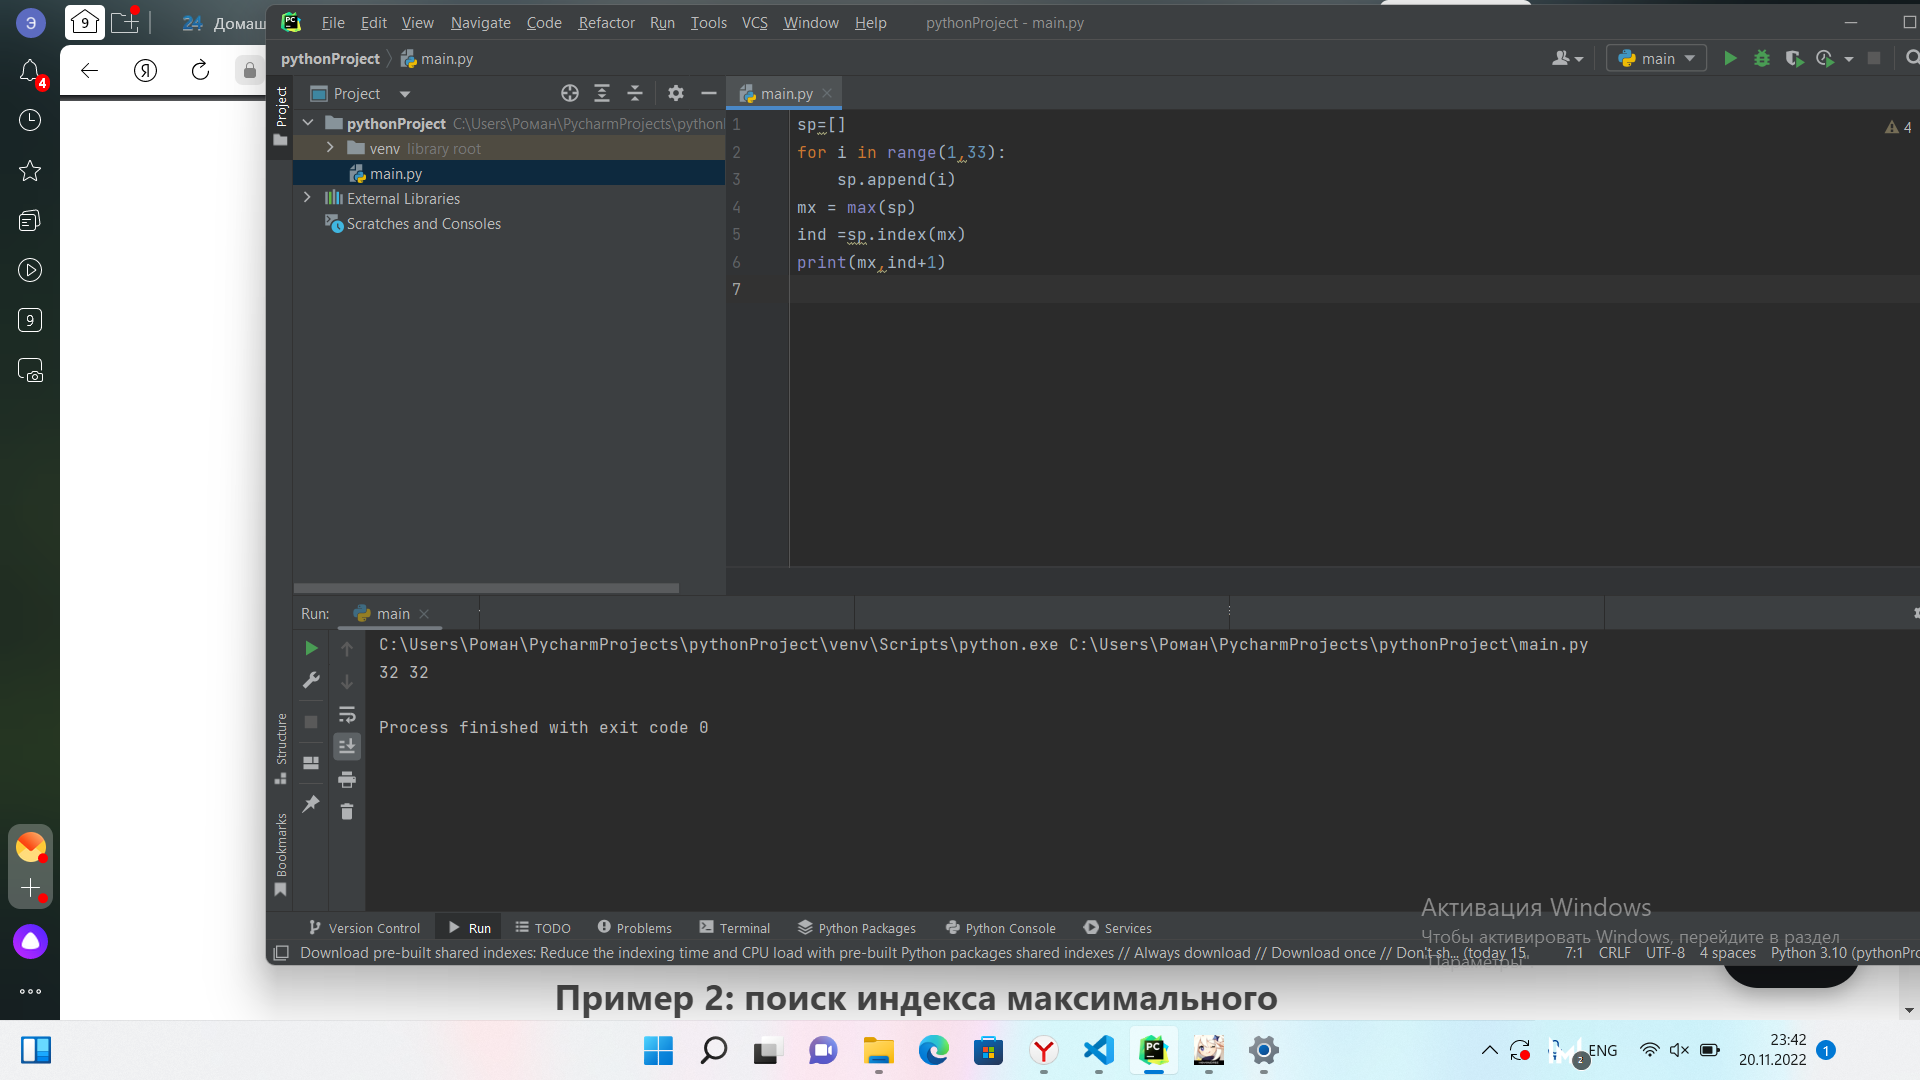 Э
9
24 Домаш
PC File Edit View Navigate Code Refactor Run Tools VCS Window Help pythonProject - main.py
4
Я
pythonProject main.py main
Project
Project
main.py
pythonProject C:\Users\Роман\PycharmProjects\python
venv library root
main.py
External Libraries
Scratches and Consoles
9
1 sp=[]
2 for i in range(1,33):
3 sp.append(i)
4 mx = max(sp)
5 ind =sp.index(mx)
6 print(mx,ind+1)
7
4
Run: main
C:\Users\Роман\PycharmProjects\pythonProject\venv\Scripts\python.exe C:\Users\Роман\PycharmProjects\pythonProject\main.py
32 32
Process finished with exit code 0
Structure
Bookmarks
Активация Windows
Чтобы активировать Windows, перейдите в раздел
"Параметры".
Version Control Run TODO Problems Terminal Python Packages Python Console Services
Download pre-built shared indexes: Reduce the indexing time and CPU load with pre-built Python packages shared indexes // Always download // Download once // Don't sh... (today 15 7:1 CRLF UTF-8 4 spaces Python 3.10 (pythonPro
Пример 2: поиск индекса максимального
PC
2
ENG
23:42
20.11.2022
1